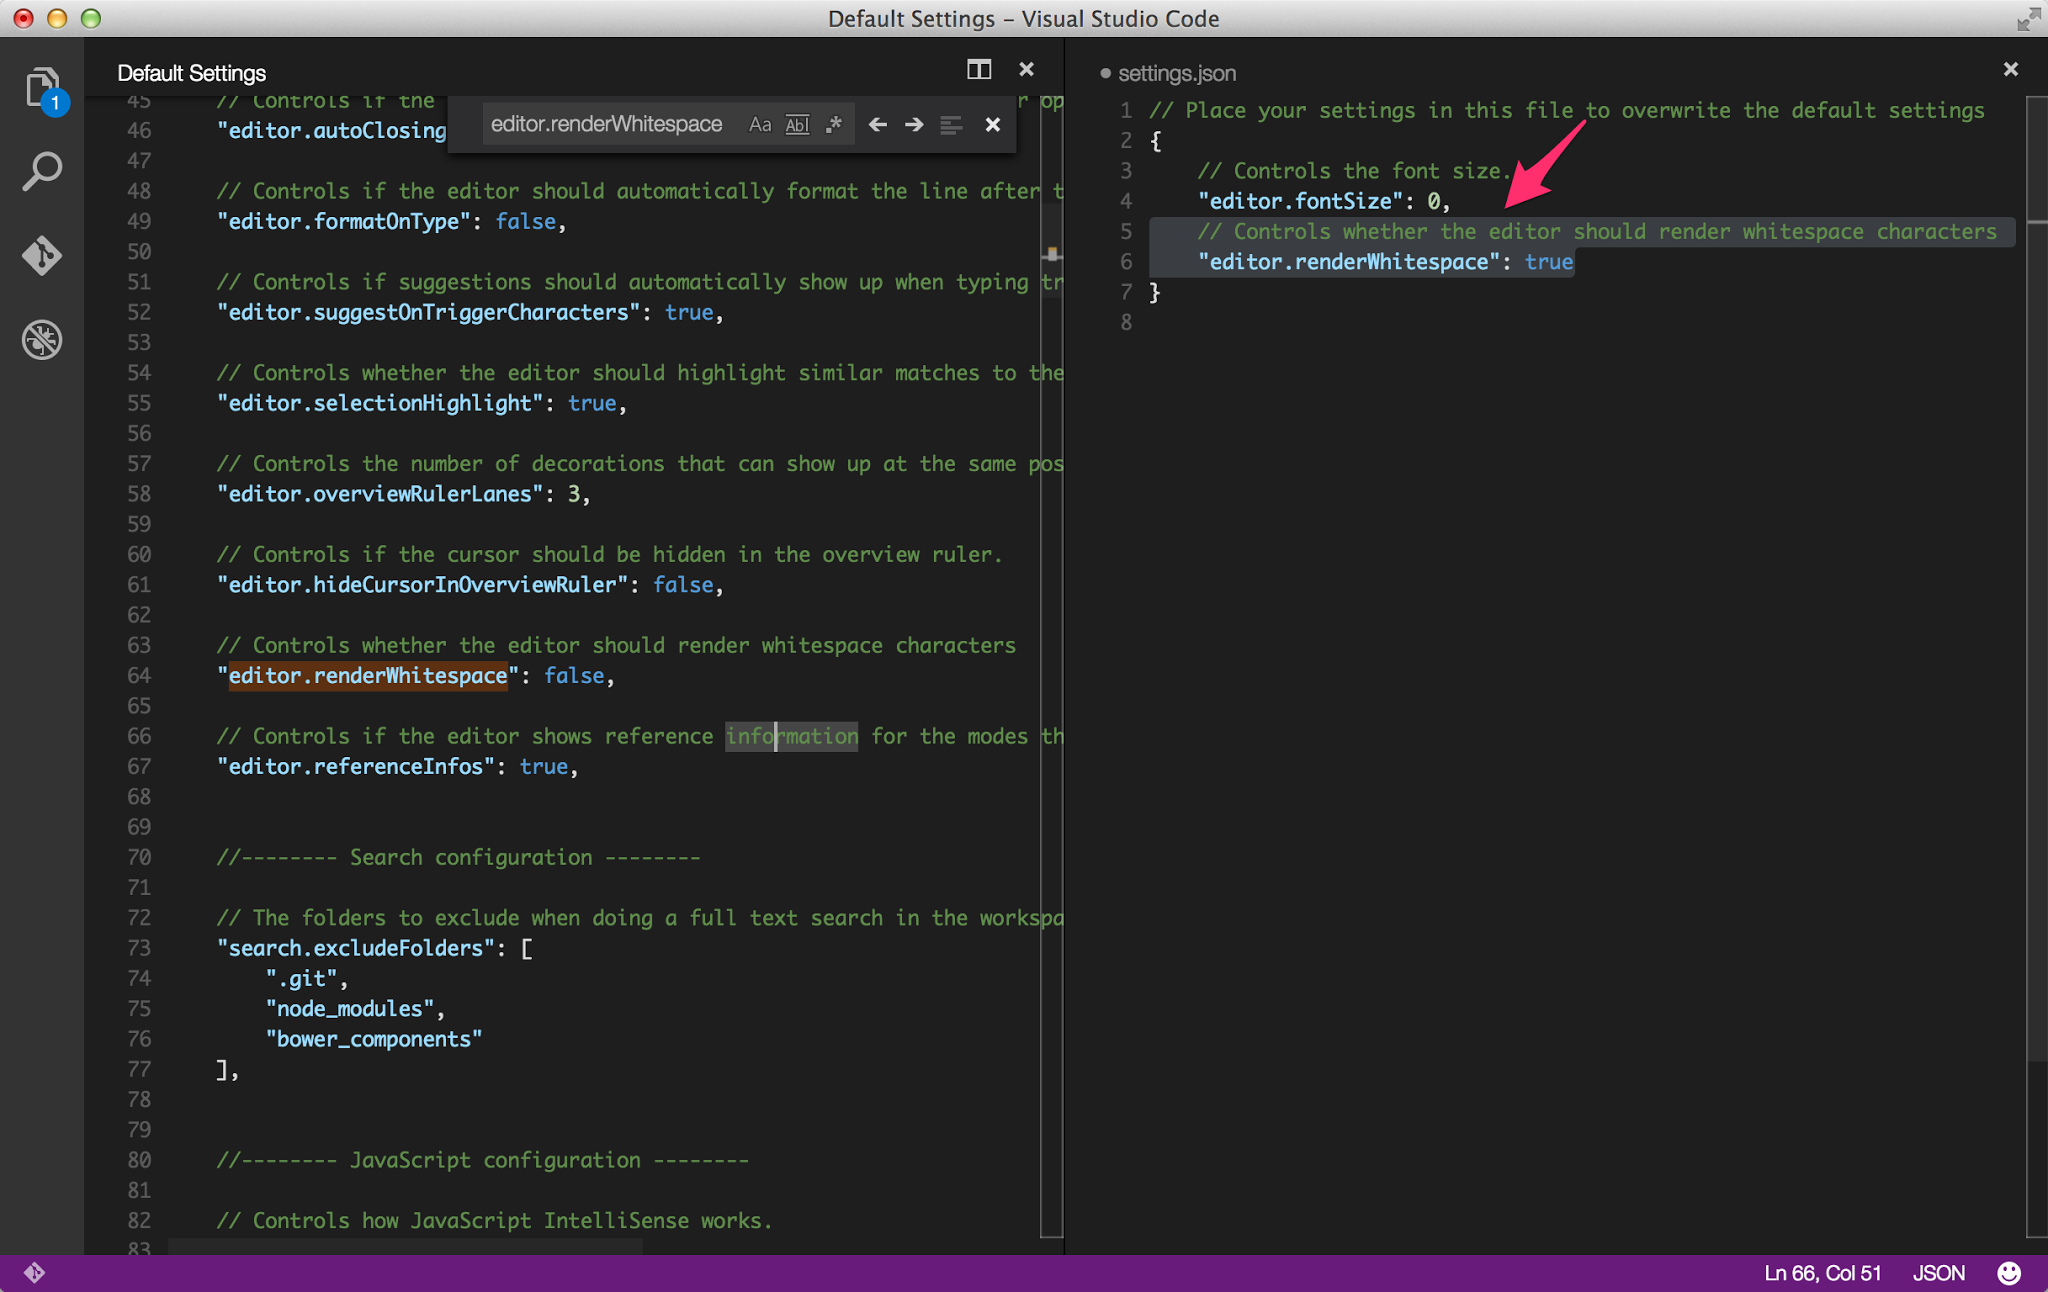 Default Settings – Visual Studio Code
1
Default Settings
45 // Controls if the r op
editor.renderWhitespace Aa Abl .*
46 "editor.autoClosing
47
48 // Controls if the editor should automatically format the line after t
49 "editor.formatOnType": false,
50
51 // Controls if suggestions should automatically show up when typing tr
52 "editor.suggestOnTriggerCharacters": true,
53
54 // Controls whether the editor should highlight similar matches to the
55 "editor.selectionHighlight": true,
56
57 // Controls the number of decorations that can show up at the same pos
58 "editor.overviewRulerLanes": 3,
59
60 // Controls if the cursor should be hidden in the overview ruler.
61 "editor.hideCursorInOverviewRuler": false,
62
63 // Controls whether the editor should render whitespace characters
64 "editor.renderWhitespace": false,
65
66 // Controls if the editor shows reference information for the modes th
67 "editor.referenceInfos": true,
68
69
70 //-------- Search configuration --------
71
72 // The folders to exclude when doing a full text search in the workspa
73 "search.excludeFolders": [
74 ".git",
75 "node_modules",
76 "bower_components"
77 ],
78
79
80 //-------- JavaScript configuration --------
81
82 // Controls how JavaScript IntelliSense works.
83
settings.json
1 // Place your settings in this file to overwrite the default settings
2 {
3 // Controls the font size.
4 "editor.fontSize": 0,
5 // Controls whether the editor should render whitespace characters
6 "editor.renderWhitespace": true
7 }
8
Ln 66, Col 51 JSON